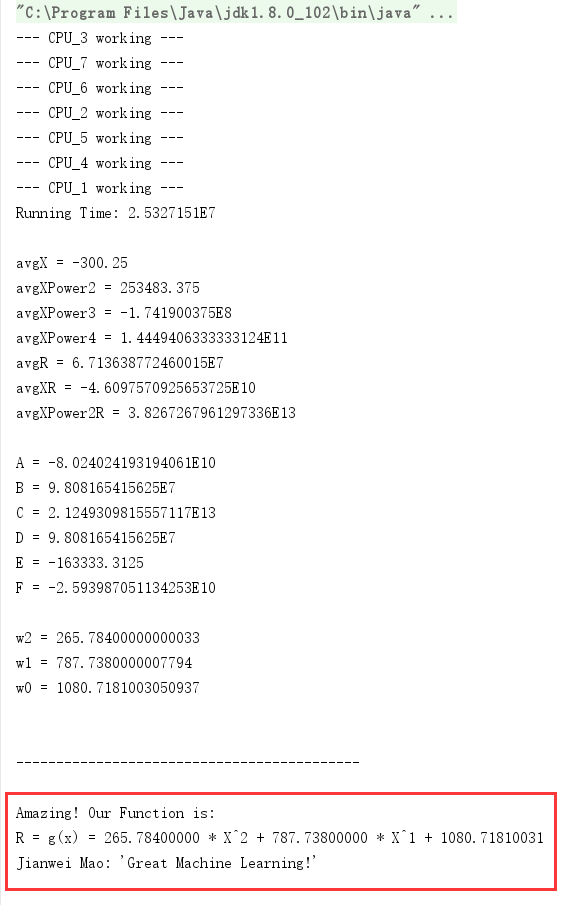 "C:\Program Files\Java\jdk1.8.0_102\bin\java" ...
--- CPU_3 working ---
--- CPU_7 working ---
--- CPU_6 working ---
--- CPU_2 working ---
--- CPU_5 working ---
--- CPU_4 working ---
--- CPU_1 working ---
Running Time: 2.5327151E7
avgX = -300.25
avgXPower2 = 253483.375
avgXPower3 = -1.741900375E8
avgXPower4 = 1.4449406333333124E11
avgR = 6.713638772460015E7
avgXR = -4.6097570925653725E10
avgXPower2R = 3.8267267961297336E13
A = -8.024024193194061E10
B = 9.808165415625E7
C = 2.1249309815557117E13
D = 9.808165415625E7
E = -163333.3125
F = -2.593987051134253E10
w2 = 265.78400000000033
w1 = 787.7380000007794
w0 = 1080.7181003050937
-------------------------------------------
Amazing! Our Function is:
R = g(x) = 265.78400000 * X^2 + 787.73800000 * X^1 + 1080.71810031
Jianwei Mao: 'Great Machine Learning!'